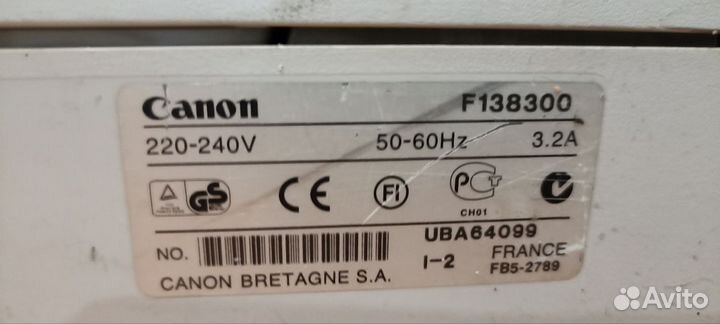 Canon F138300
220-240V 50-60Hz 3.2A
GS CE FI PCT
CH01
NO. UBA64099
I-2 FRANCE
CANON BRETAGNE S.A. FB5-2789
Avito